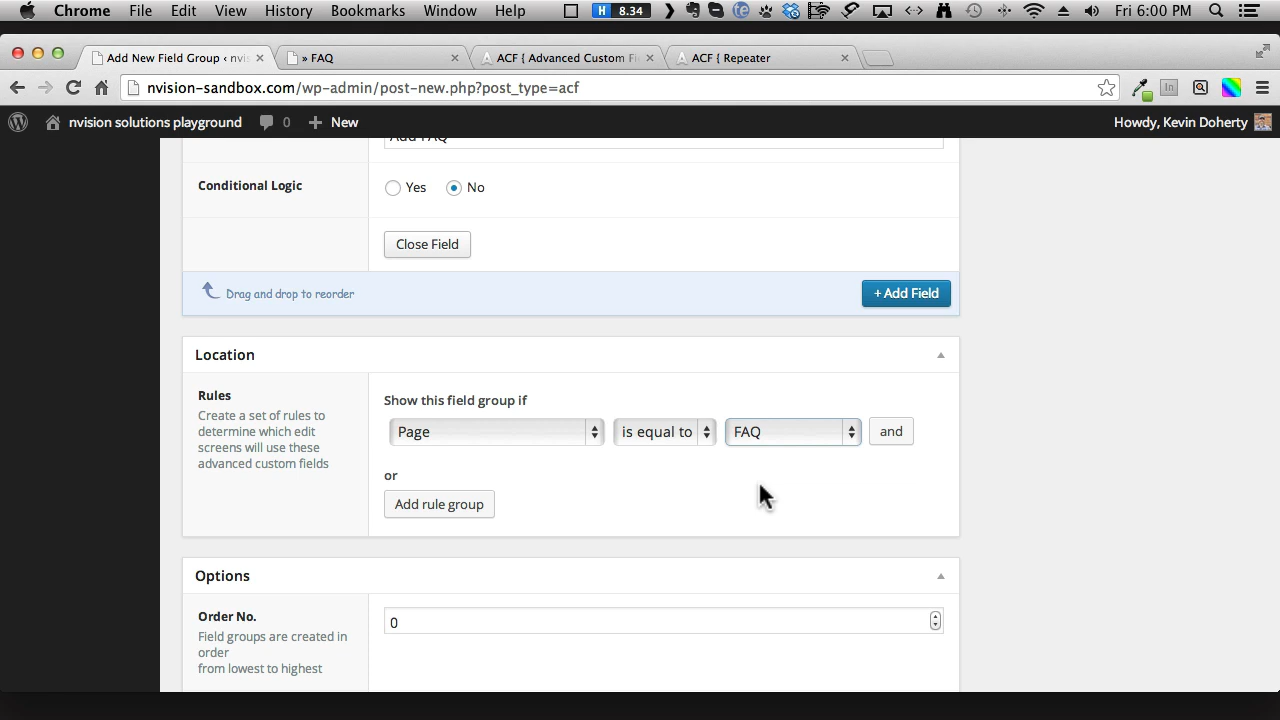 Chrome File Edit View History Bookmarks Window Help H 8.34 Fri 6:00 PM
Add New Field Group ‹ nvi » FAQ ACF { Advanced Custom Fi ACF { Repeater
nvision-sandbox.com/wp-admin/post-new.php?post_type=acf
nvision solutions playground 0 + New Howdy, Kevin Doherty
Add FAQ
Conditional Logic Yes No
Close Field
Drag and drop to reorder + Add Field
Location
Rules
Create a set of rules to
determine which edit
screens will use these
advanced custom fields
Show this field group if
Page is equal to FAQ and
or
Add rule group
Options
Order No.
Field groups are created in
order
from lowest to highest
0